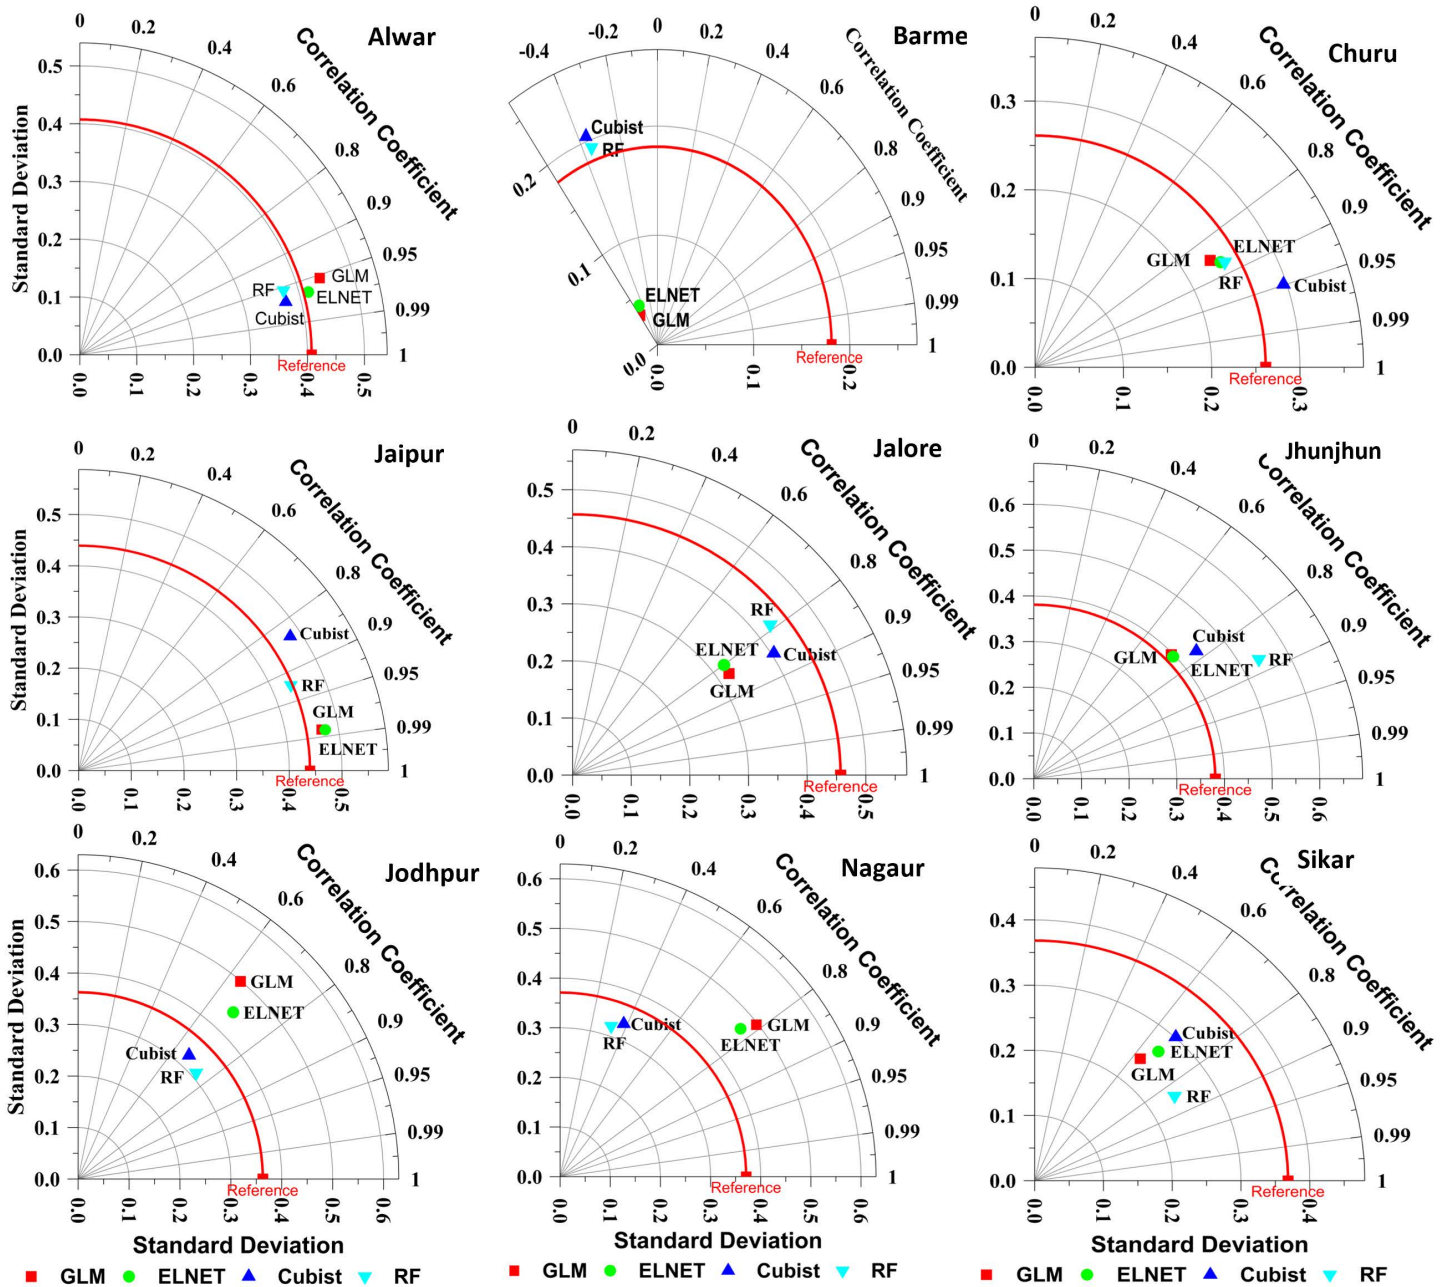 Alwar
0
0.2
0.4
0.6
0.8
0.9
0.95
0.99
1
Correlation Coefficient
Standard Deviation
0.5
0.4
0.3
0.2
0.1
0.0
GLM
RF
ELNET
Cubist
Reference
0.0
0.1
0.2
0.3
0.4
0.5
Barme
-0.4
-0.2
0
0.2
0.4
0.6
0.8
0.9
0.95
0.99
1
Correlation Coefficient
Cubist
RF
0.2
0.1
0.0
ELNET
GLM
Reference
0.0
0.1
0.2
Churu
0
0.2
0.4
0.6
0.8
0.9
0.95
0.99
1
Correlation Coefficient
0.3
0.2
0.1
0.0
ELNET
GLM
RF
Cubist
Reference
0.0
0.1
0.2
0.3
Jaipur
0
0.2
0.4
0.6
0.8
0.9
0.95
0.99
1
Correlation Coefficient
Standard Deviation
0.5
0.4
0.3
0.2
0.1
0.0
Cubist
RF
GLM
ELNET
Reference
0.0
0.1
0.2
0.3
0.4
0.5
Jalore
0
0.2
0.4
0.6
0.8
0.9
0.95
0.99
1
Correlation Coefficient
0.5
0.4
0.3
0.2
0.1
0.0
RF
ELNET
Cubist
GLM
Reference
0.0
0.1
0.2
0.3
0.4
0.5
Jhunjhun
0
0.2
0.4
0.6
0.8
0.9
0.95
0.99
1
Correlation Coefficient
0.6
0.5
0.4
0.3
0.2
0.1
0.0
Cubist
GLM
ELNET
RF
Reference
0.0
0.1
0.2
0.3
0.4
0.5
0.6
Jodhpur
0
0.2
0.4
0.6
0.8
0.9
0.95
0.99
1
Correlation Coefficient
Standard Deviation
0.6
0.5
0.4
0.3
0.2
0.1
0.0
GLM
ELNET
Cubist
RF
Reference
0.0
0.1
0.2
0.3
0.4
0.5
0.6
Standard Deviation
Nagaur
0
0.2
0.4
0.6
0.8
0.9
0.95
0.99
1
Correlation Coefficient
0.6
0.5
0.4
0.3
0.2
0.1
0.0
Cubist
RF
GLM
ELNET
Reference
0.0
0.1
0.2
0.3
0.4
0.5
0.6
Sikar
0
0.2
0.4
0.6
0.8
0.9
0.95
0.99
1
Correlation Coefficient
0.4
0.3
0.2
0.1
0.0
Cubist
ELNET
GLM
RF
Reference
0.0
0.1
0.2
0.3
0.4
Standard Deviation
GLM ELNET Cubist RF
GLM ELNET Cubist RF
GLM ELNET Cubist RF